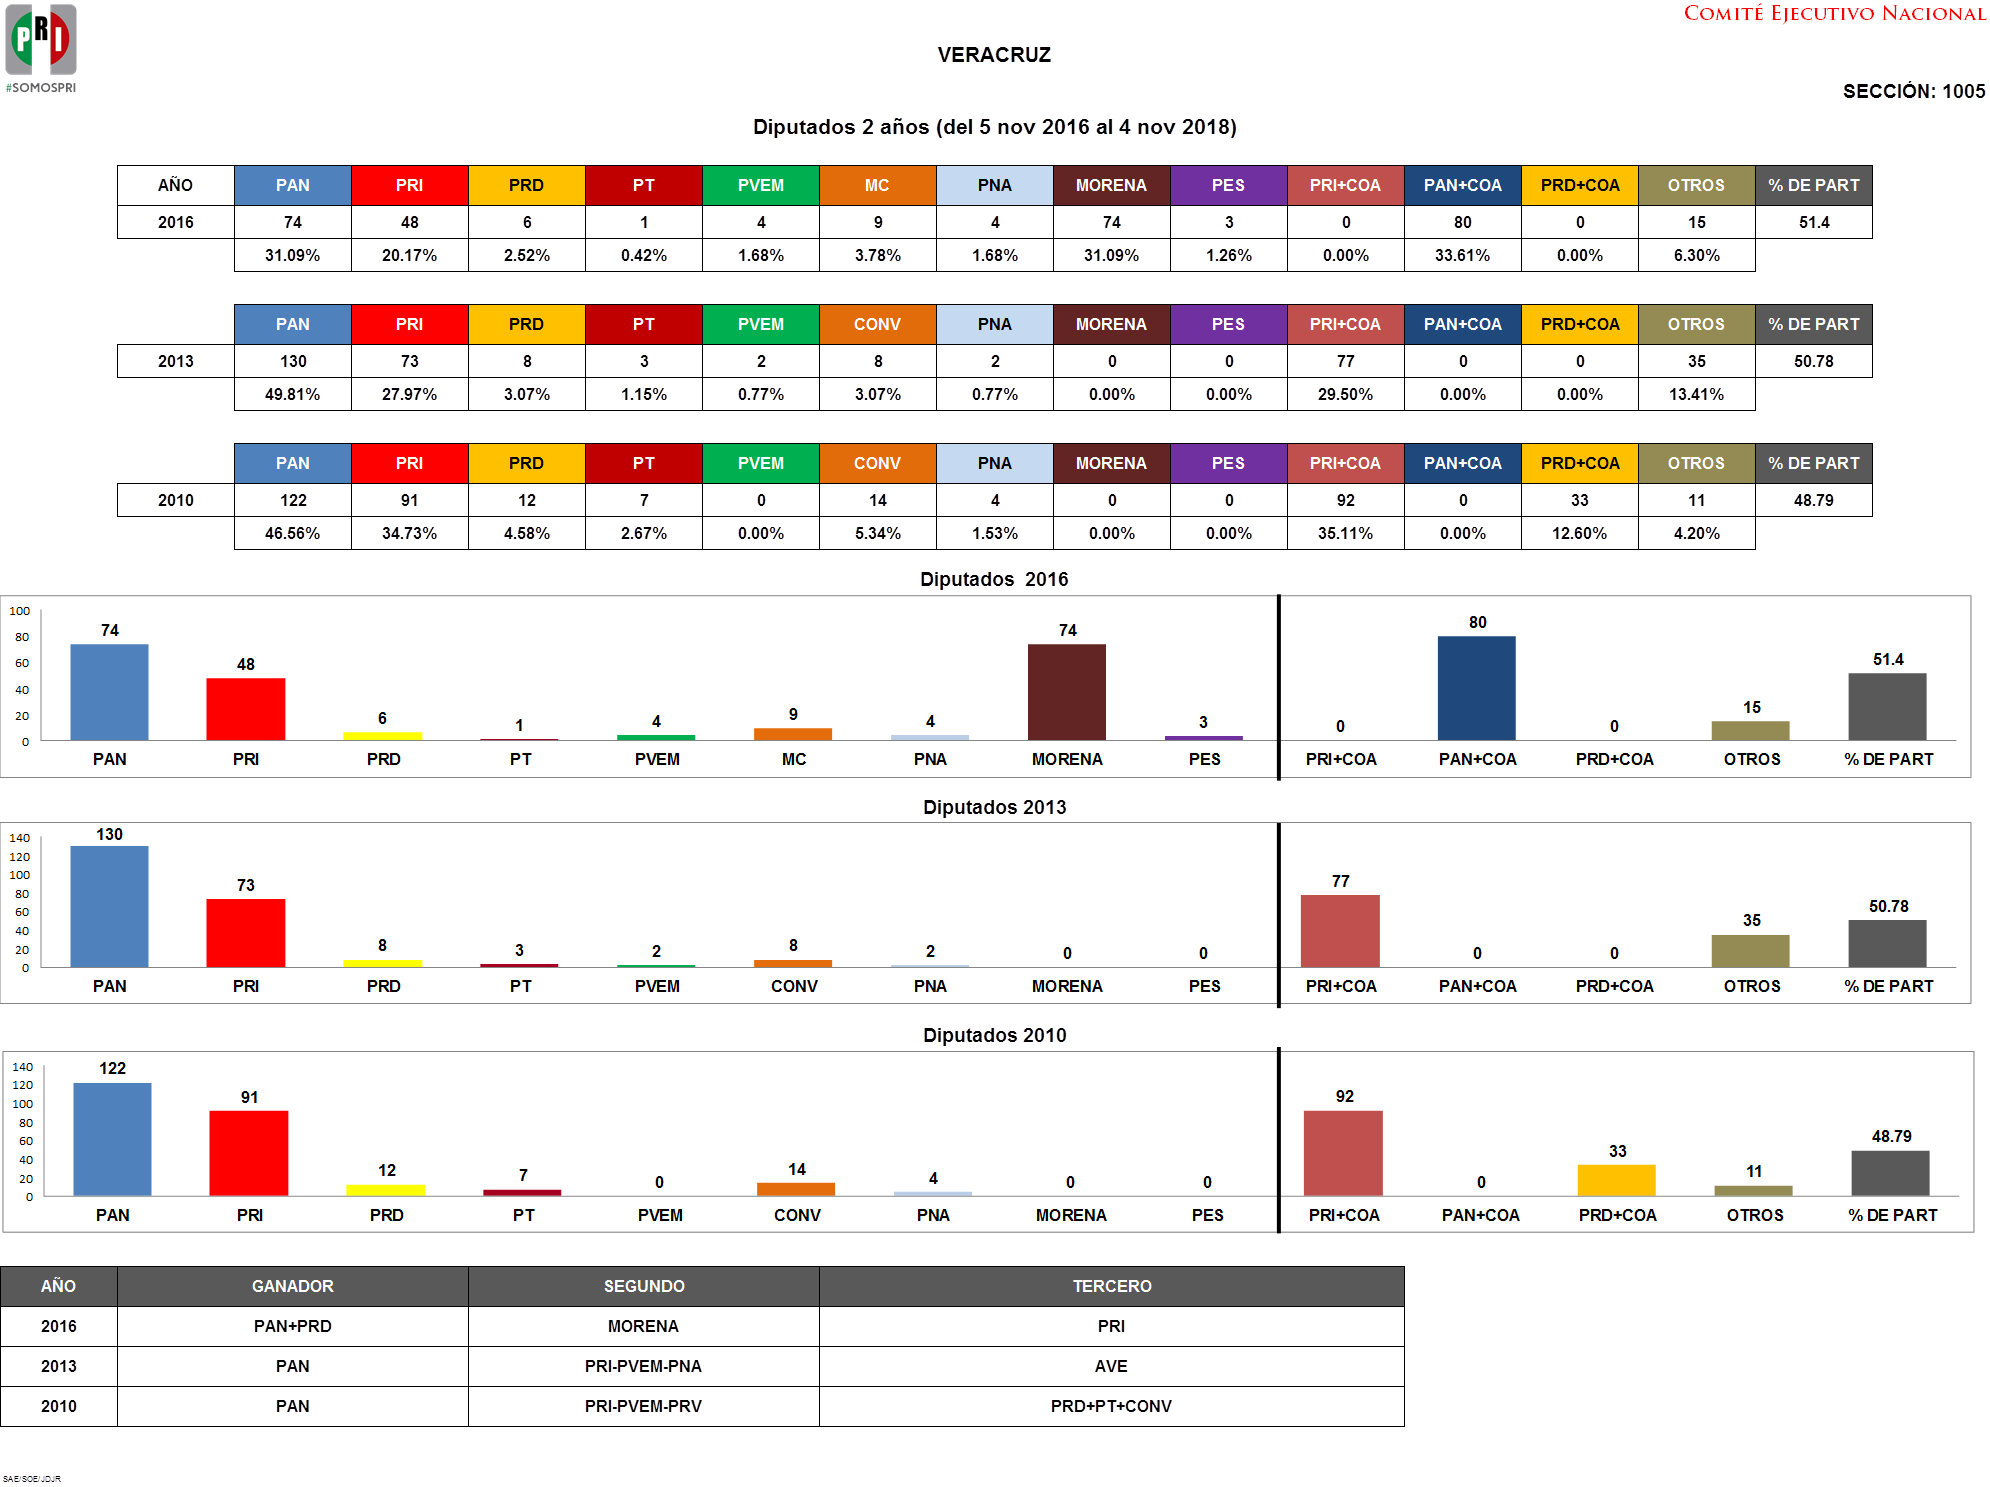 COMITÉ EJECUTIVO NACIONAL
PRI
#SOMOSPRI
VERACRUZ
SECCIÓN: 1005
Diputados 2 años (del 5 nov 2016 al 4 nov 2018)
AÑO PAN PRI PRD PT PVEM MC PNA MORENA PES PRI+COA PAN+COA PRD+COA OTROS % DE PART
2016 74 48 6 1 4 9 4 74 3 0 80 0 15 51.4
31.09% 20.17% 2.52% 0.42% 1.68% 3.78% 1.68% 31.09% 1.26% 0.00% 33.61% 0.00% 6.30%
PAN PRI PRD PT PVEM CONV PNA MORENA PES PRI+COA PAN+COA PRD+COA OTROS % DE PART
2013 130 73 8 3 2 8 2 0 0 77 0 0 35 50.78
49.81% 27.97% 3.07% 1.15% 0.77% 3.07% 0.77% 0.00% 0.00% 29.50% 0.00% 0.00% 13.41%
PAN PRI PRD PT PVEM CONV PNA MORENA PES PRI+COA PAN+COA PRD+COA OTROS % DE PART
2010 122 91 12 7 0 14 4 0 0 92 0 33 11 48.79
46.56% 34.73% 4.58% 2.67% 0.00% 5.34% 1.53% 0.00% 0.00% 35.11% 0.00% 12.60% 4.20%
Diputados 2016
100
80
60
40
20
0
74 48 6 1 4 9 4 74 3 0 80 0 15 51.4
PAN PRI PRD PT PVEM MC PNA MORENA PES PRI+COA PAN+COA PRD+COA OTROS % DE PART
Diputados 2013
140
120
100
80
60
40
20
0
130 73 8 3 2 8 2 0 0 77 0 0 35 50.78
PAN PRI PRD PT PVEM CONV PNA MORENA PES PRI+COA PAN+COA PRD+COA OTROS % DE PART
Diputados 2010
140
120
100
80
60
40
20
0
122 91 12 7 0 14 4 0 0 92 0 33 11 48.79
PAN PRI PRD PT PVEM CONV PNA MORENA PES PRI+COA PAN+COA PRD+COA OTROS % DE PART
AÑO GANADOR SEGUNDO TERCERO
2016 PAN+PRD MORENA PRI
2013 PAN PRI-PVEM-PNA AVE
2010 PAN PRI-PVEM-PRV PRD+PT+CONV
SAE/SOE/JDJR